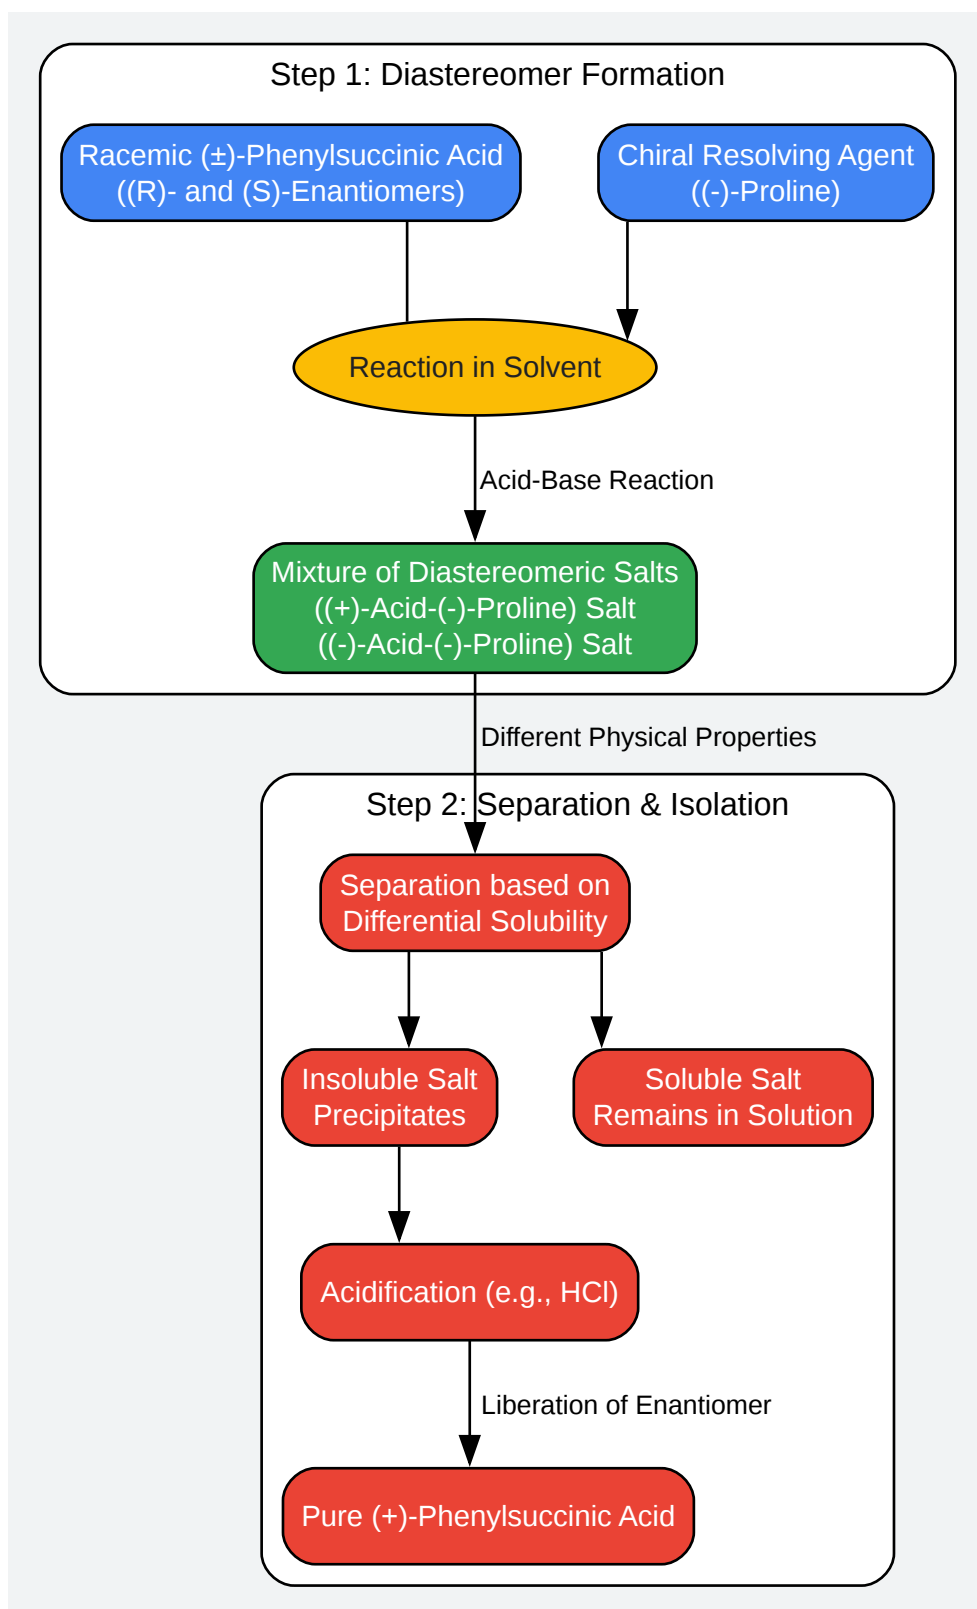 Step 1: Diastereomer Formation
Racemic (±)-Phenylsuccinic Acid
((R)- and (S)-Enantiomers)
Chiral Resolving Agent
((-)-Proline)
Reaction in Solvent
Acid-Base Reaction
Mixture of Diastereomeric Salts
((+)-Acid-(-)-Proline) Salt
((-)-Acid-(-)-Proline) Salt
Different Physical Properties
Step 2: Separation & Isolation
Separation based on
Differential Solubility
Insoluble Salt
Precipitates
Soluble Salt
Remains in Solution
Acidification (e.g., HCl)
Liberation of Enantiomer
Pure (+)-Phenylsuccinic Acid